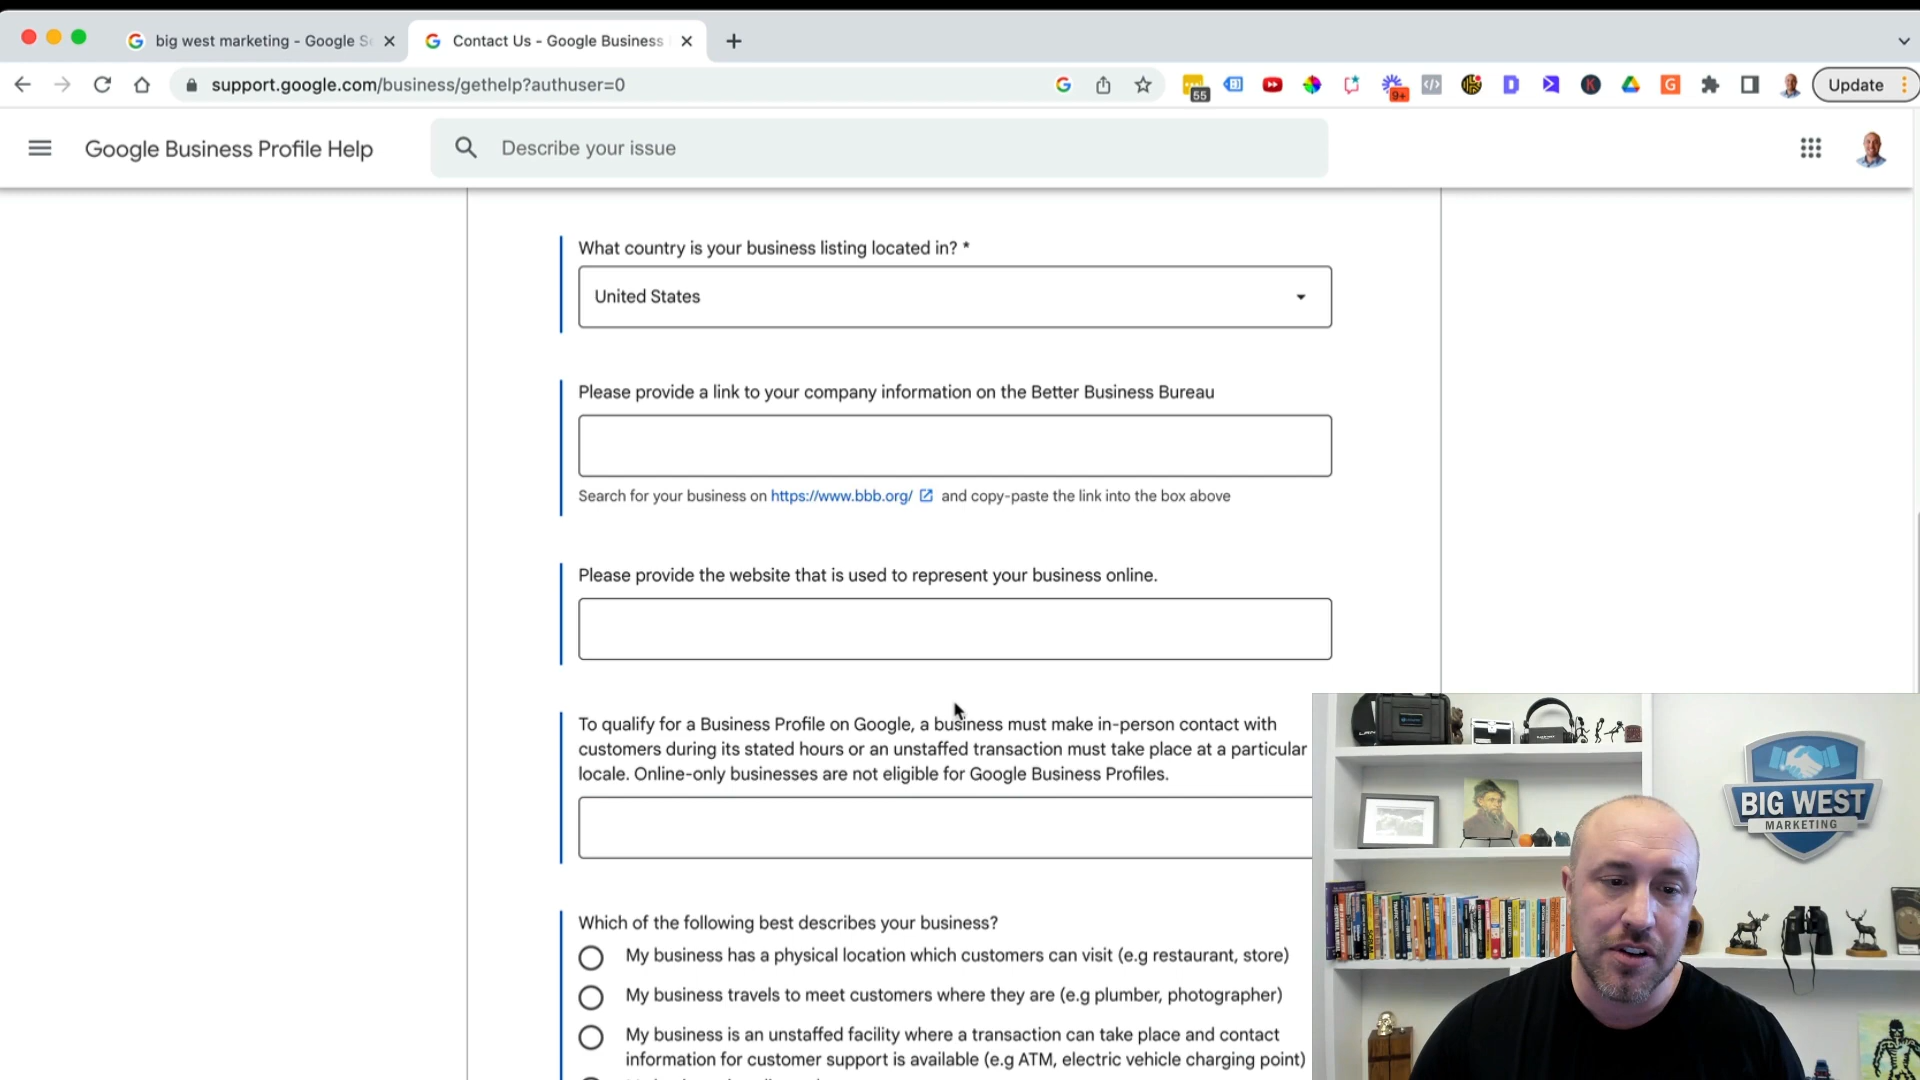 big west marketing - Google S
Contact Us - Google Business
support.google.com/business/gethelp?authuser=0
55
9+
Update
Google Business Profile Help
Describe your issue
What country is your business listing located in? *
United States
Please provide a link to your company information on the Better Business Bureau
Search for your business on https://www.bbb.org/ and copy-paste the link into the box above
Please provide the website that is used to represent your business online.
To qualify for a Business Profile on Google, a business must make in-person contact with
customers during its stated hours or an unstaffed transaction must take place at a particular
locale. Online-only businesses are not eligible for Google Business Profiles.
Which of the following best describes your business?
My business has a physical location which customers can visit (e.g restaurant, store)
My business travels to meet customers where they are (e.g plumber, photographer)
My business is an unstaffed facility where a transaction can take place and contact
information for customer support is available (e.g ATM, electric vehicle charging point)
BIG WEST
MARKETING